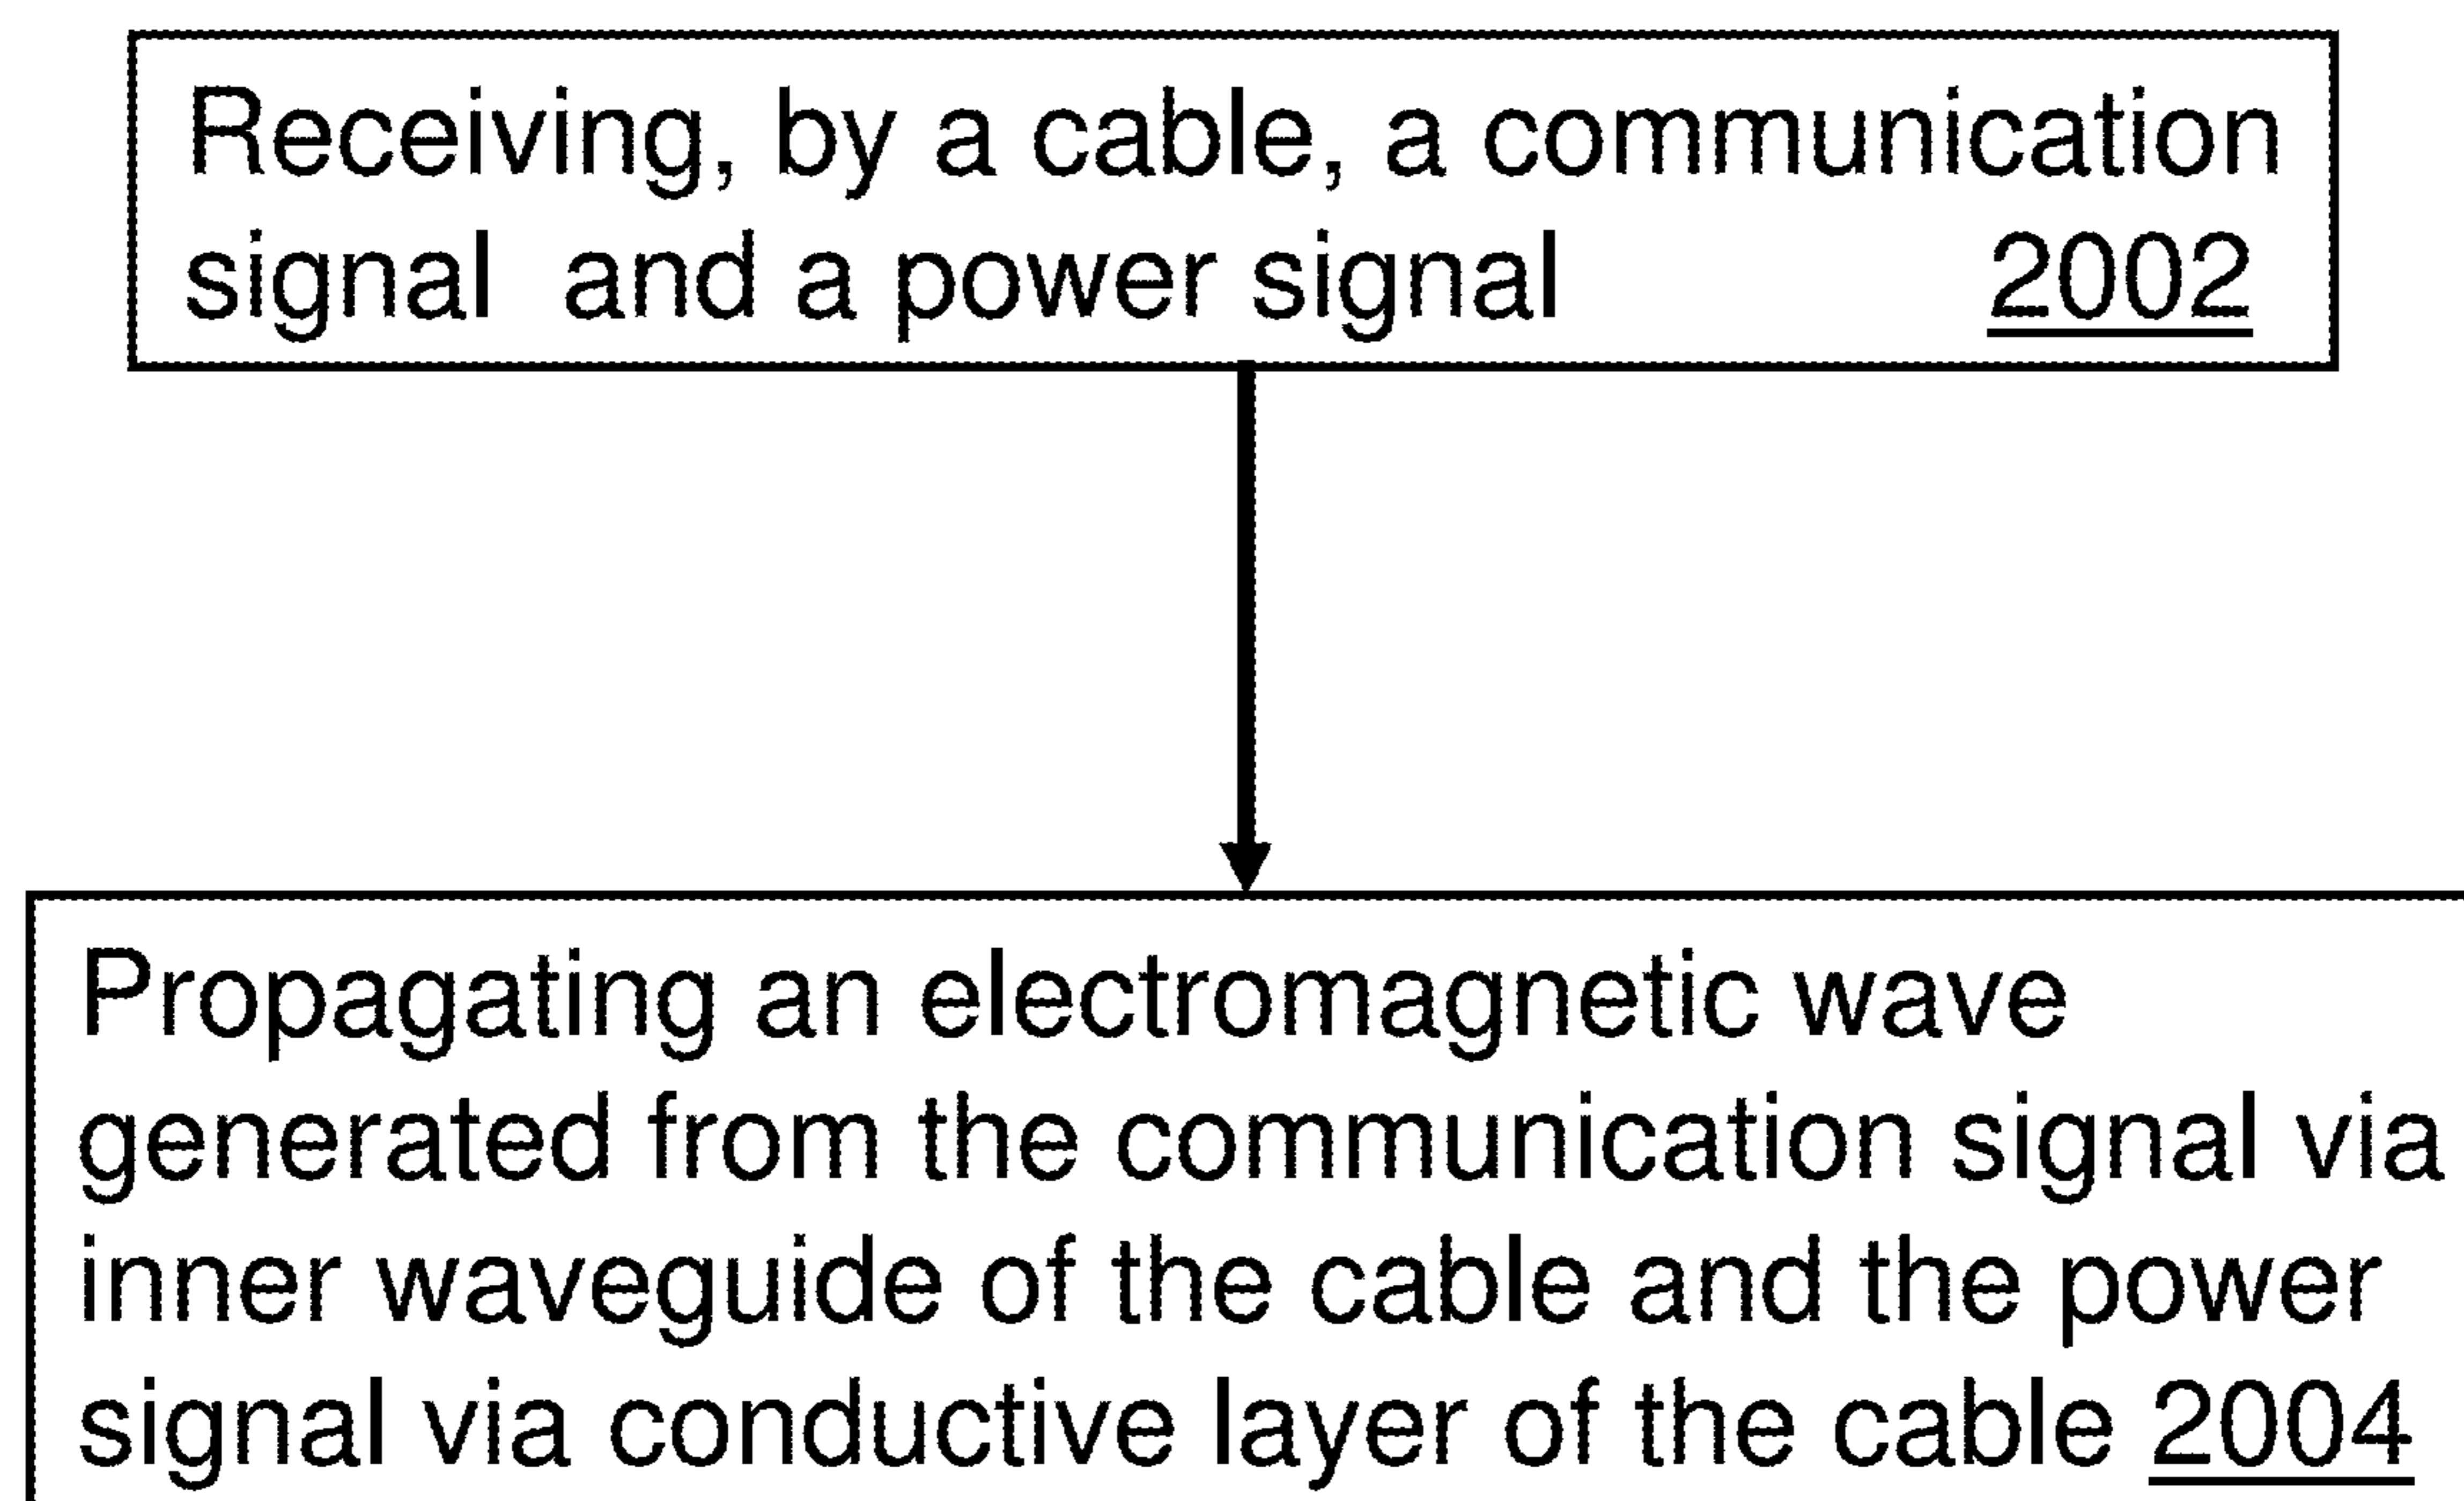 Receiving, by a cable, a communication
signal and a power signal 2002
Propagating an electromagnetic wave
generated from the communication signal via
inner waveguide of the cable and the power
signal via conductive layer of the cable 2004